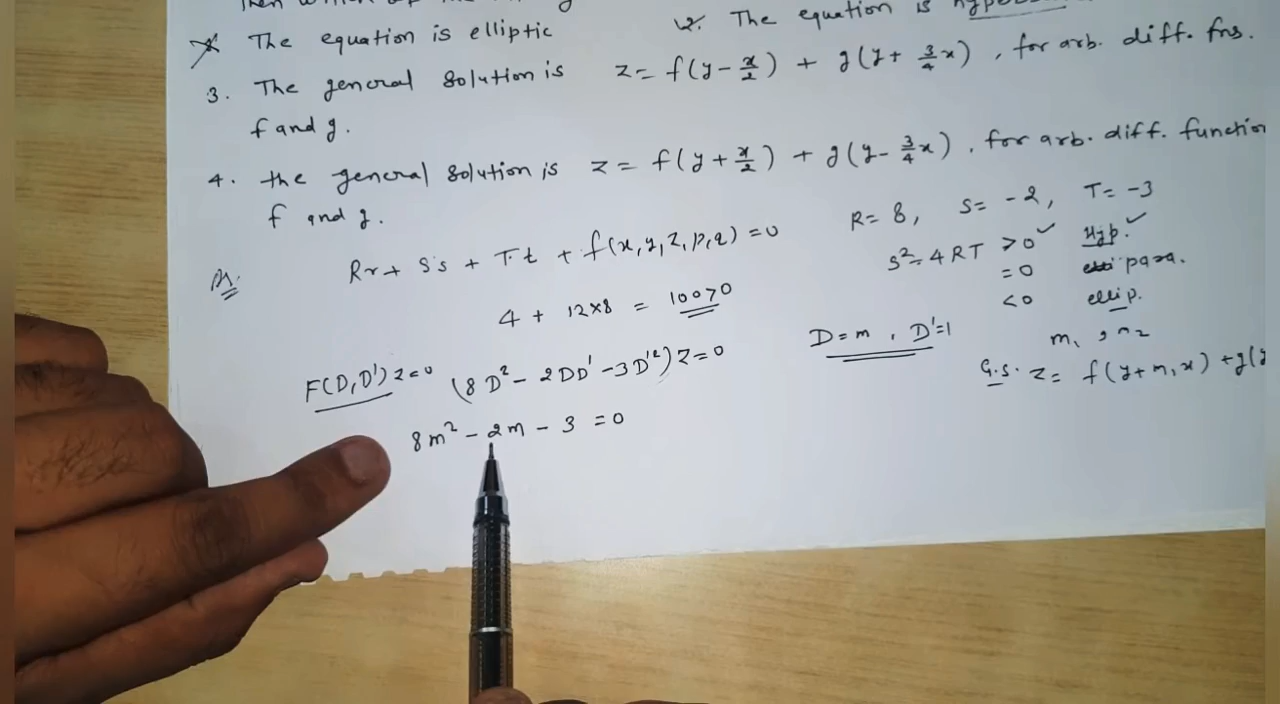 The equation is elliptic
2. The equation is
3. The general solution is z = f(y - x/2) + g(y + 3/4 x), for arb. diff. fns.
f and g.
4. the general solution is z = f(y + x/2) + g(y - 3/4 x), for arb. diff. function
f and g.
R = 8, S = -2, T = -3
Rr + Ss + T.t + f(x,y,z,p,q) = 0
S² - 4RT > 0 ✓ Hyp. ✓
= 0 para.
< 0 ellip.
4 + 12×8 = 100 > 0
D = m, D' = 1
m₁, m₂
F(D,D')z = 0 (8D² - 2DD' - 3D'²)z = 0
G.S. z = f(y + m₁x) + g(y
8m² - 2m - 3 = 0